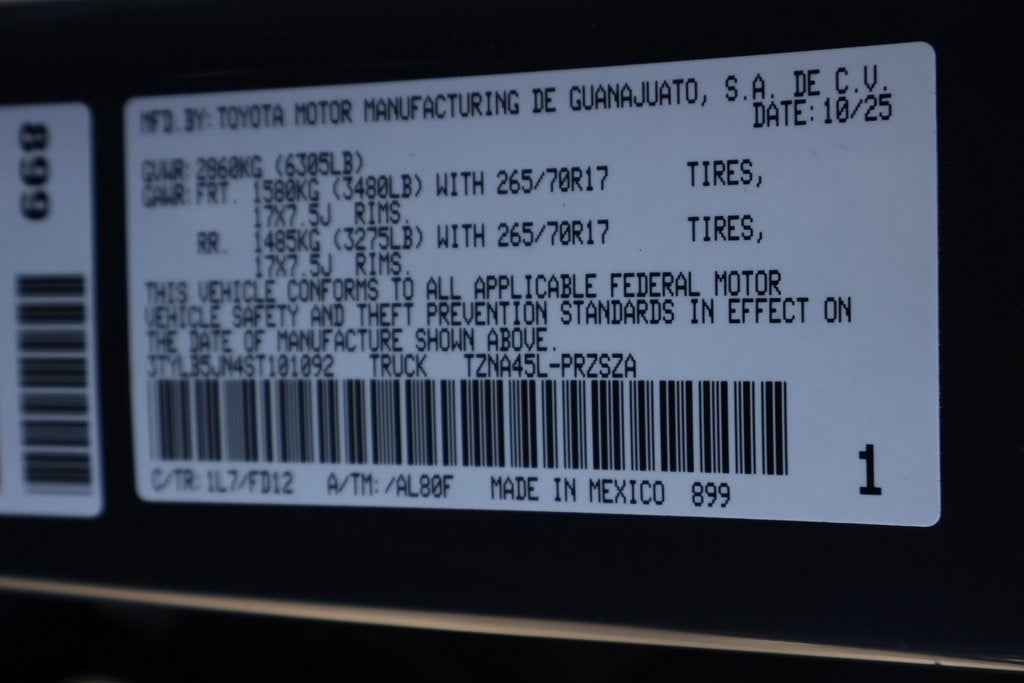 899
MFD. BY: TOYOTA MOTOR MANUFACTURING DE GUANAJUATO, S.A. DE C.V.
DATE: 10/25
GVWR: 2860KG (6305LB)
GAWR: FRT. 1580KG (3480LB) WITH 265/70R17 TIRES,
17X7.5J RIMS.
RR. 1485KG (3275LB) WITH 265/70R17 TIRES,
17X7.5J RIMS.
THIS VEHICLE CONFORMS TO ALL APPLICABLE FEDERAL MOTOR
VEHICLE SAFETY AND THEFT PREVENTION STANDARDS IN EFFECT ON
THE DATE OF MANUFACTURE SHOWN ABOVE.
3TYLB5JN4ST101092 TRUCK TZNA45L-PRZSZA
C/TR: 1L7/FD12 A/TM: /AL80F MADE IN MEXICO 899
1